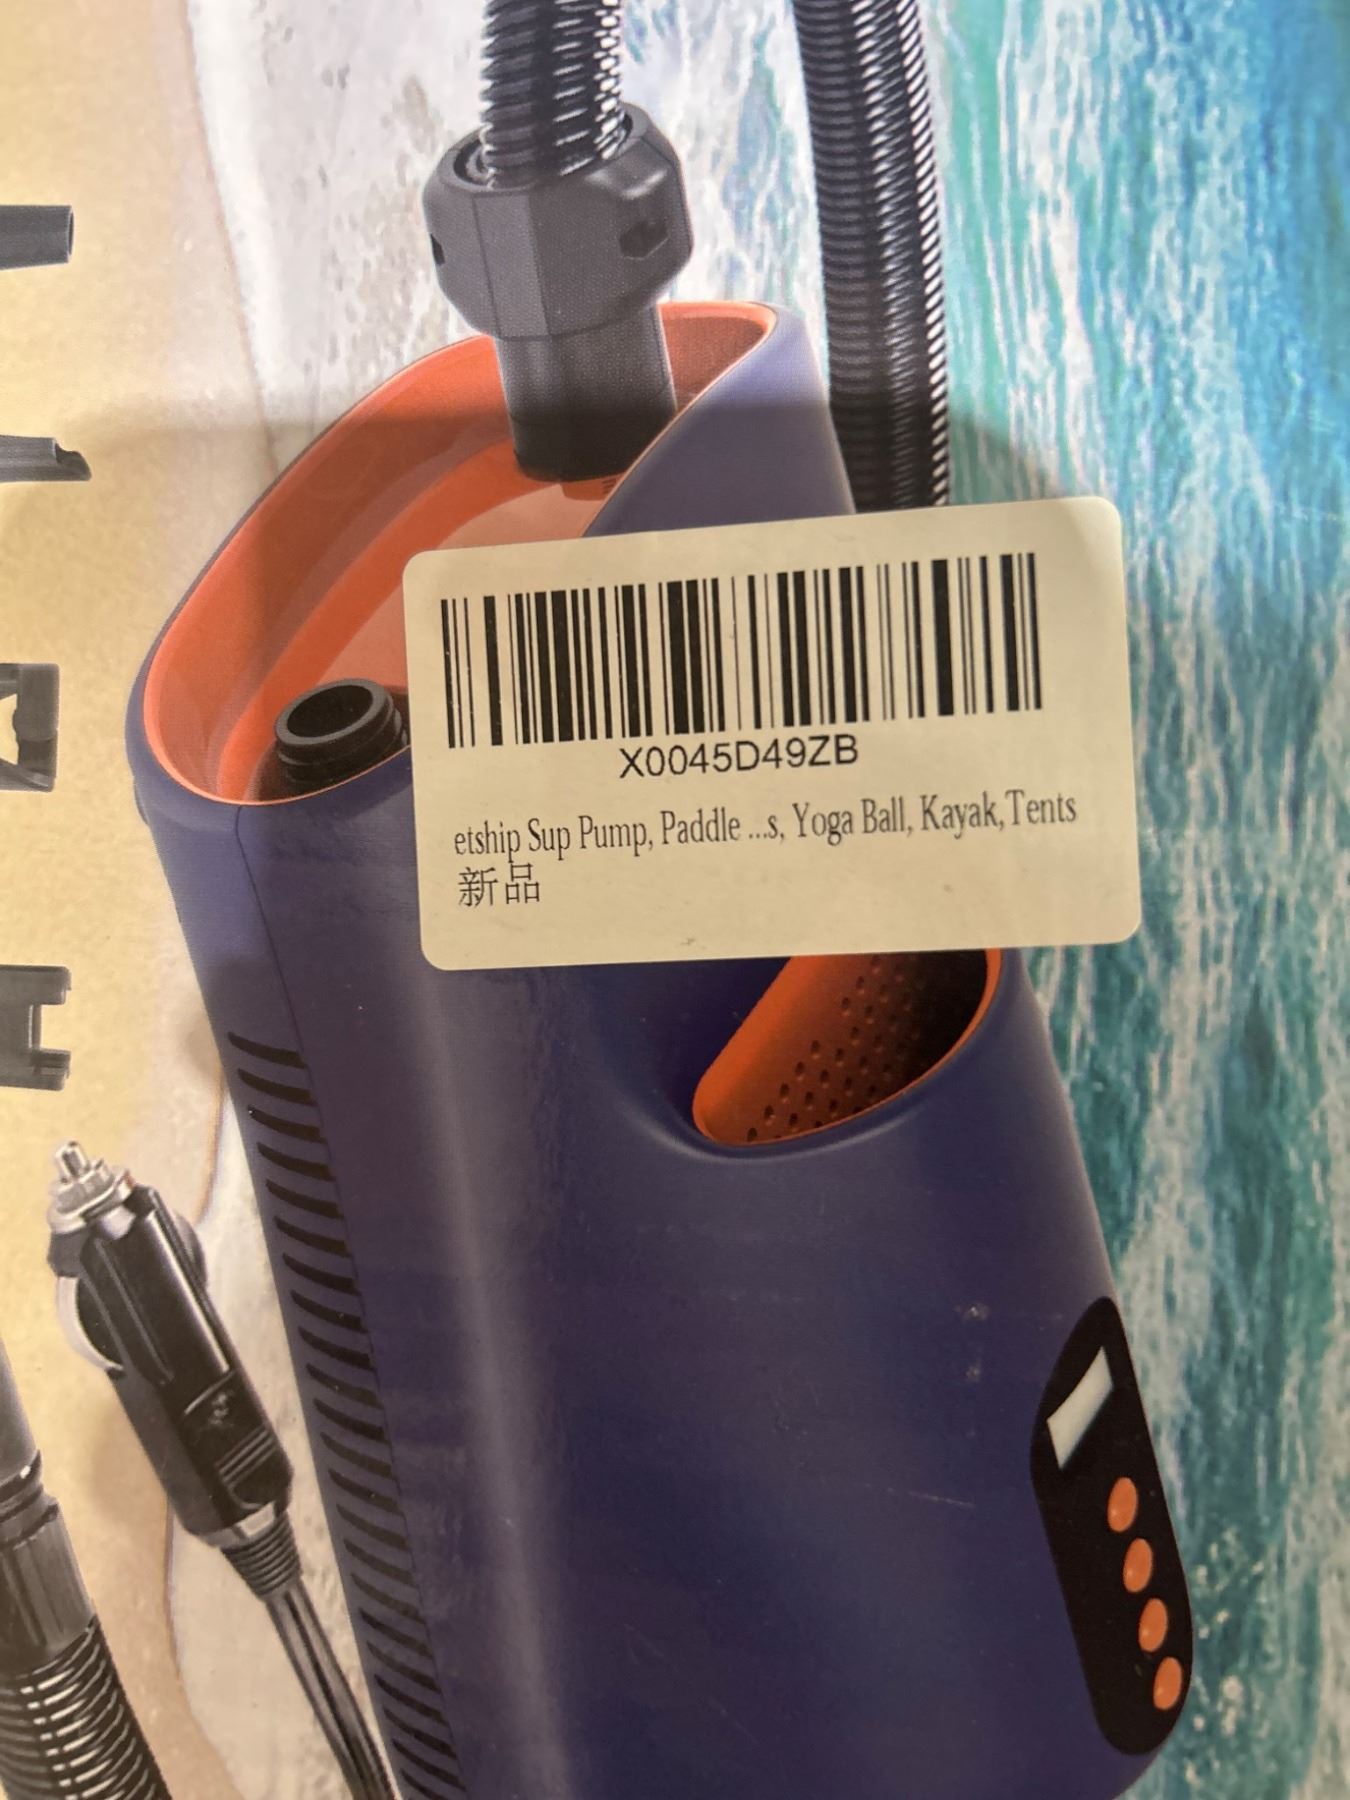 X0045D49ZB
etship Sup Pump, Paddle ...s, Yoga Ball, Kayak,Tents
新品